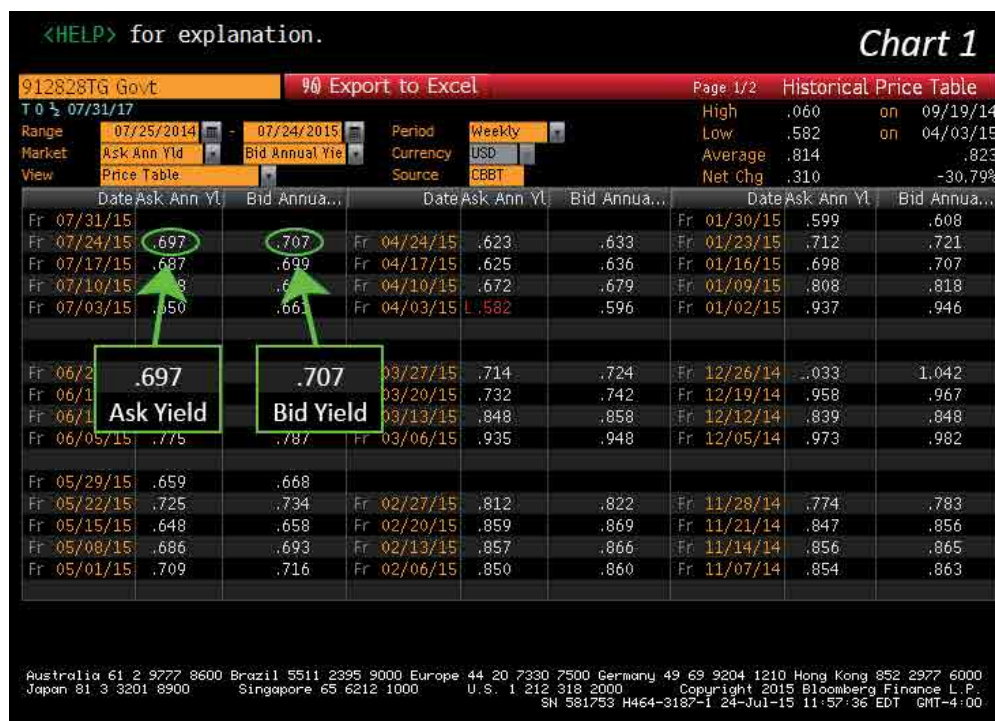 <HELP> for explanation.
Chart 1
912828TG Govt 96) Export to Excel Page 1/2 Historical Price Table
T 0 ½ 07/31/17 High .060 on 09/19/14
Range 07/25/2014 - 07/24/2015 Period Weekly Low .582 on 04/03/15
Market Ask Ann Yld Bid Annual Yie Currency USD Average .814 .823
View Price Table Source CBBT Net Chg .310 -30.79%
Date Ask Ann Yl Bid Annua... Date Ask Ann Yl Bid Annua... Date Ask Ann Yl Bid Annua...
Fr 07/31/15 Fr 01/30/15 .599 .608
Fr 07/24/15 .697 .707 Fr 04/24/15 .623 .633 Fr 01/23/15 .712 .721
Fr 07/17/15 .687 .699 Fr 04/17/15 .625 .636 Fr 01/16/15 .698 .707
Fr 07/10/15 Fr 04/10/15 .672 .679 Fr 01/09/15 .808 .818
Fr 07/03/15 .650 .661 Fr 04/03/15 L .582 .596 Fr 01/02/15 .937 .946
Fr 06/2 03/27/15 .714 .724 Fr 12/26/14 ..033 1.042
Fr 06/1 03/20/15 .732 .742 Fr 12/19/14 .958 .967
Fr 06/1 03/13/15 .848 .858 Fr 12/12/14 .839 .848
Fr 06/05/15 .775 .787 Fr 03/06/15 .935 .948 Fr 12/05/14 .973 .982
.697
Ask Yield
.707
Bid Yield
Fr 05/29/15 .659 .668
Fr 05/22/15 .725 .734 Fr 02/27/15 .812 .822 Fr 11/28/14 .774 .783
Fr 05/15/15 .648 .658 Fr 02/20/15 .859 .869 Fr 11/21/14 .847 .856
Fr 05/08/15 .686 .693 Fr 02/13/15 .857 .866 Fr 11/14/14 .856 .865
Fr 05/01/15 .709 .716 Fr 02/06/15 .850 .860 Fr 11/07/14 .854 .863
Australia 61 2 9777 8600 Brazil 5511 2395 9000 Europe 44 20 7330 7500 Germany 49 69 9204 1210 Hong Kong 852 2977 6000
Japan 81 3 3201 8900 Singapore 65 6212 1000 U.S. 1 212 318 2000 Copyright 2015 Bloomberg Finance L.P.
SN 581753 H464-3187-1 24-Jul-15 11:57:36 EDT GMT-4:00